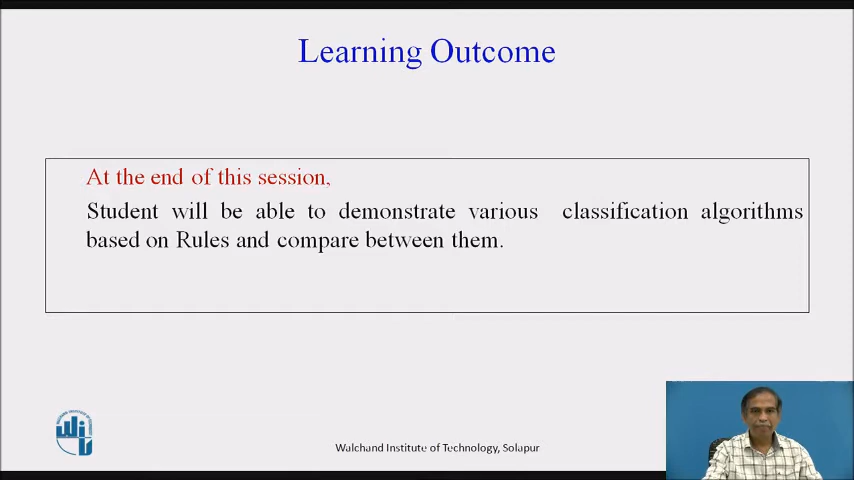 Learning Outcome
At the end of this session,
Student will be able to demonstrate various classification algorithms
based on Rules and compare between them.
Walchand Institute of Technology, Solapur